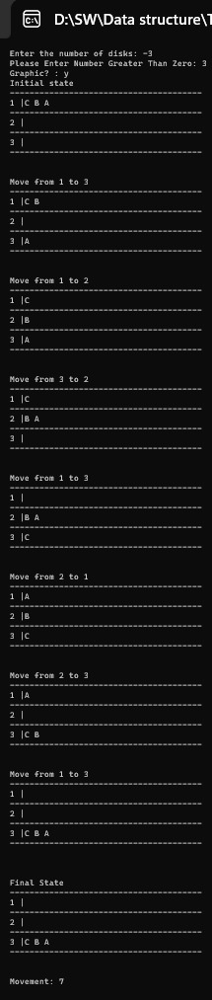 D:\SW\Data structure\T
Enter the number of disks: -3
Please Enter Number Greater Than Zero: 3
Graphic? : y
Initial state
----------------------------------------
1 |C B A
----------------------------------------
2 |
----------------------------------------
3 |
----------------------------------------
Move from 1 to 3
----------------------------------------
1 |C B
----------------------------------------
2 |
----------------------------------------
3 |A
----------------------------------------
Move from 1 to 2
----------------------------------------
1 |C
----------------------------------------
2 |B
----------------------------------------
3 |A
----------------------------------------
Move from 3 to 2
----------------------------------------
1 |C
----------------------------------------
2 |B A
----------------------------------------
3 |
----------------------------------------
Move from 1 to 3
----------------------------------------
1 |
----------------------------------------
2 |B A
----------------------------------------
3 |C
----------------------------------------
Move from 2 to 1
----------------------------------------
1 |A
----------------------------------------
2 |B
----------------------------------------
3 |C
----------------------------------------
Move from 2 to 3
----------------------------------------
1 |A
----------------------------------------
2 |
----------------------------------------
3 |C B
----------------------------------------
Move from 1 to 3
----------------------------------------
1 |
----------------------------------------
2 |
----------------------------------------
3 |C B A
----------------------------------------
Final State
----------------------------------------
1 |
----------------------------------------
2 |
----------------------------------------
3 |C B A
----------------------------------------
Movement: 7